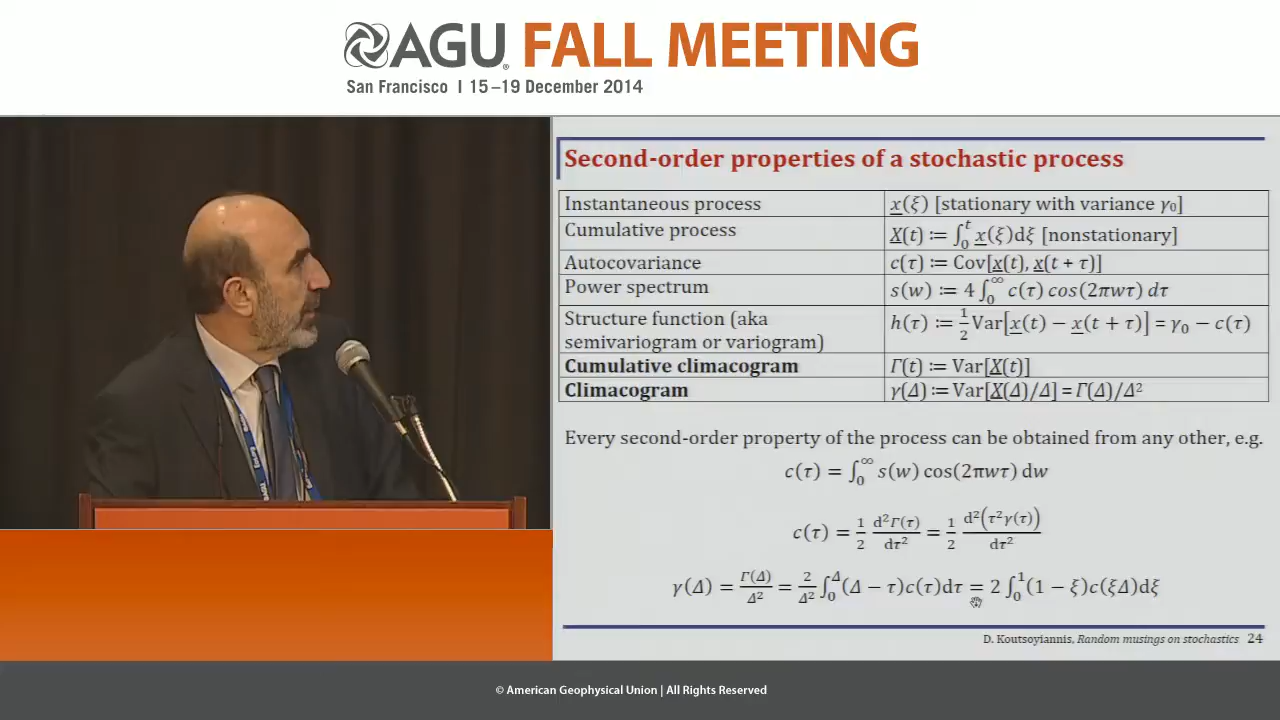 AGU FALL MEETING
San Francisco I 15–19 December 2014
Second-order properties of a stochastic process
Instantaneous process x̲(ξ) [stationary with variance γ₀]
Cumulative process X̲(t) ≔ ∫₀ᵗ x̲(ξ)dξ [nonstationary]
Autocovariance c(τ) ≔ Cov[x̲(t), x̲(t + τ)]
Power spectrum s(w) ≔ 4 ∫₀^∞ c(τ) cos(2πwτ) dτ
Structure function (aka
semivariogram or variogram) h(τ) ≔ ½Var[x̲(t) − x̲(t + τ)] = γ₀ − c(τ)
Cumulative climacogram Γ(t) ≔ Var[X̲(t)]
Climacogram γ(Δ) ≔ Var[X̲(Δ)/Δ] = Γ(Δ)/Δ²
Every second-order property of the process can be obtained from any other, e.g.
c(τ) = ∫₀^∞ s(w) cos(2πwτ) dw
c(τ) = 1/2 d²Γ(τ)/dτ² = 1/2 d²(τ²γ(τ))/dτ²
γ(Δ) = Γ(Δ)/Δ² = 2/Δ² ∫₀^Δ (Δ − τ)c(τ)dτ = 2 ∫₀¹(1 − ξ)c(ξΔ)dξ
D. Koutsoyiannis, Random musings on stochastics 24
© American Geophysical Union | All Rights Reserved